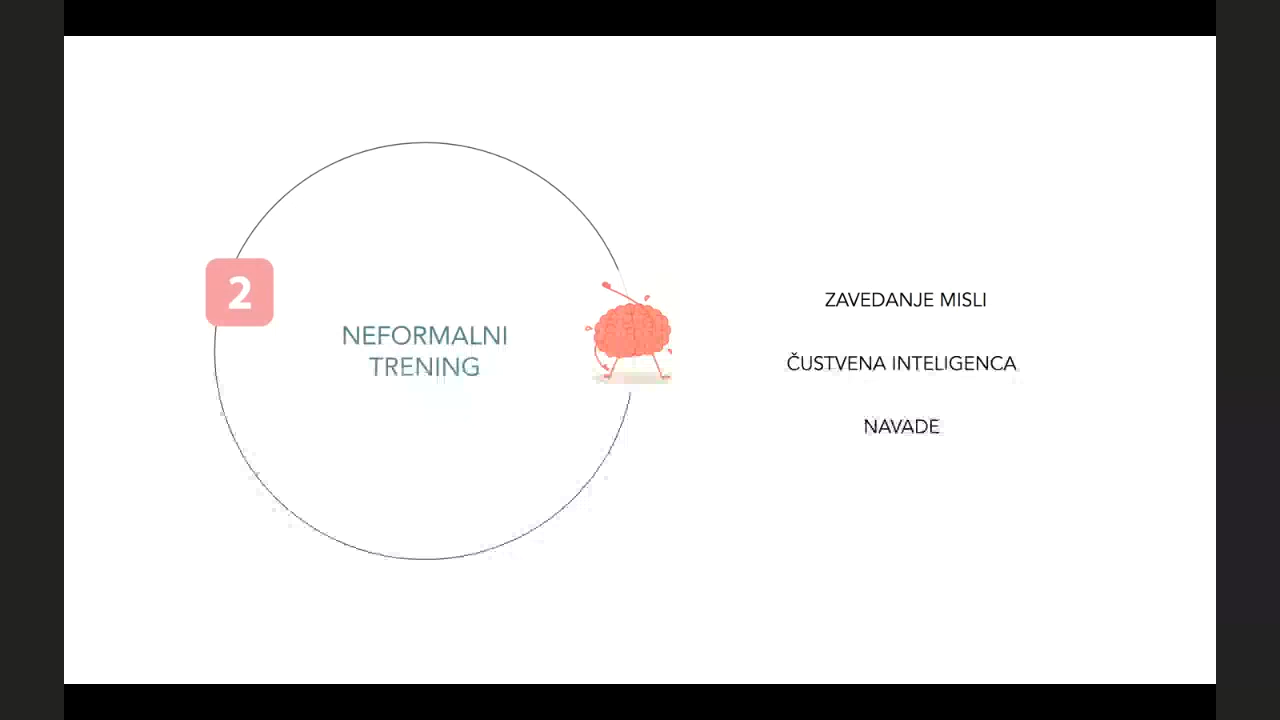 2
NEFORMALNI
TRENING
ZAVEDANJE MISLI
ČUSTVENA INTELIGENCA
NAVADE